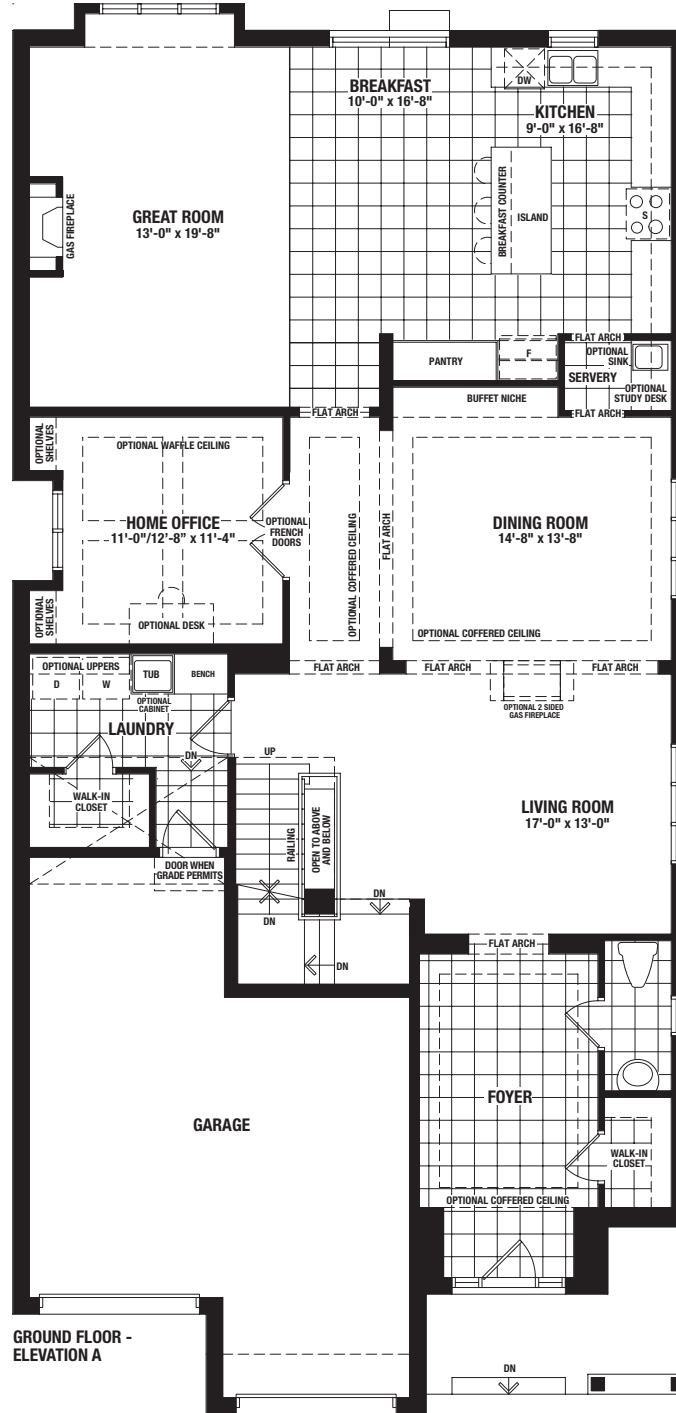 BREAKFAST
10'-0" x 16'-8"
DW
KITCHEN
9'-0" x 16'-8"
GREAT ROOM
13'-0" x 19'-8"
GAS FIREPLACE
BREAKFAST COUNTER
ISLAND
S
FLAT ARCH
PANTRY
F
OPTIONAL
SINK
SERVERY
OPTIONAL
STUDY DESK
BUFFET NICHE
FLAT ARCH
FLAT ARCH
OPTIONAL
SHELVES
OPTIONAL WAFFLE CEILING
HOME OFFICE
11'-0"/12'-8" x 11'-4"
OPTIONAL
FRENCH
DOORS
OPTIONAL COFFERED CEILING
FLAT ARCH
DINING ROOM
14'-8" x 13'-8"
OPTIONAL
SHELVES
OPTIONAL DESK
OPTIONAL COFFERED CEILING
OPTIONAL UPPERS
D
W
TUB
BENCH
FLAT ARCH
FLAT ARCH
FLAT ARCH
OPTIONAL
CABINET
OPTIONAL 2 SIDED
GAS FIREPLACE
LAUNDRY
DN
UP
WALK-IN
CLOSET
RAILING
OPEN TO ABOVE
AND BELOW
LIVING ROOM
17'-0" x 13'-0"
DOOR WHEN
GRADE PERMITS
DN
DN
DN
FLAT ARCH
FOYER
GARAGE
WALK-IN
CLOSET
OPTIONAL COFFERED CEILING
GROUND FLOOR -
ELEVATION A
DN